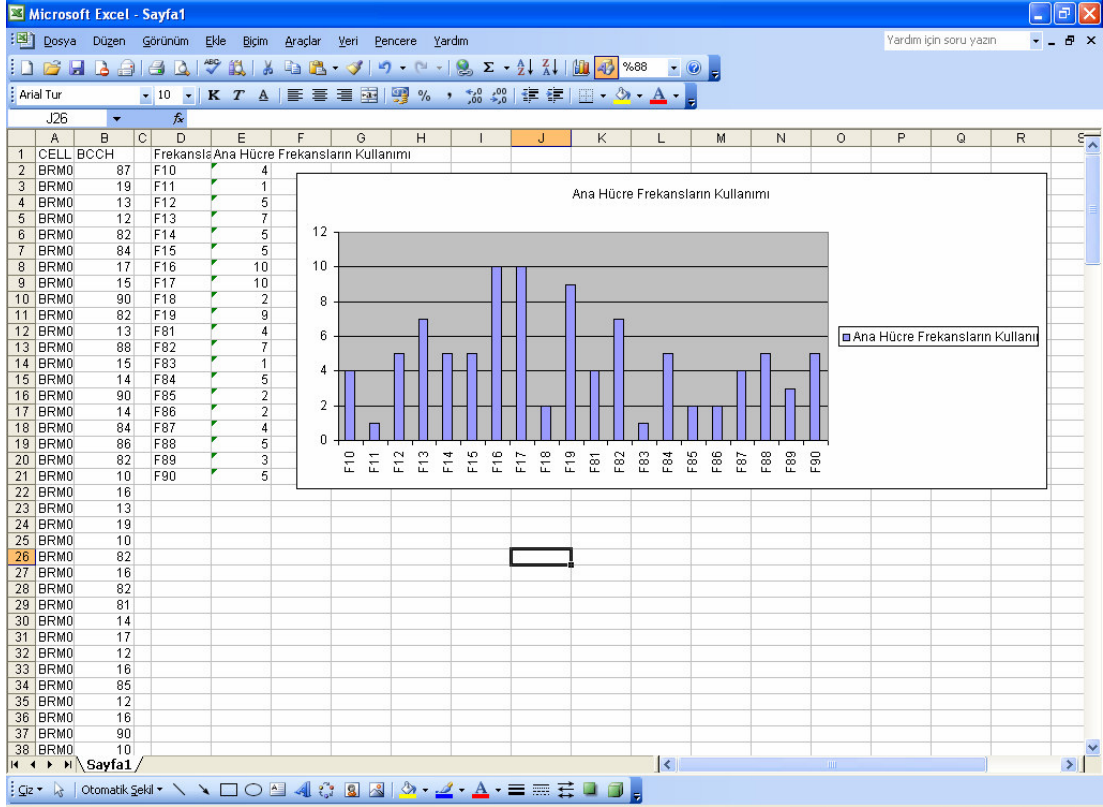 Microsoft Excel - Sayfa1
Dosya Düzen Görünüm Ekle Biçim Araçlar Veri Pencere Yardım Yardım için soru yazın
%88
Arial Tur 10 K T A
J26 fx
A B C D E F G H I J K L M N O P Q R S
1 CELL BCCH Frekansla Ana Hücre Frekansların Kullanımı
2 BRM0 87 F10 4
3 BRM0 19 F11 1
4 BRM0 13 F12 5
5 BRM0 12 F13 7
6 BRM0 82 F14 5
7 BRM0 84 F15 5
8 BRM0 17 F16 10
9 BRM0 15 F17 10
10 BRM0 90 F18 2
11 BRM0 82 F19 9
12 BRM0 13 F81 4
13 BRM0 88 F82 7
14 BRM0 15 F83 1
15 BRM0 14 F84 5
16 BRM0 90 F85 2
17 BRM0 14 F86 2
18 BRM0 84 F87 4
19 BRM0 86 F88 5
20 BRM0 82 F89 3
21 BRM0 10 F90 5
22 BRM0 16
23 BRM0 13
24 BRM0 19
25 BRM0 10
26 BRM0 82
27 BRM0 16
28 BRM0 82
29 BRM0 81
30 BRM0 14
31 BRM0 17
32 BRM0 12
33 BRM0 16
34 BRM0 85
35 BRM0 12
36 BRM0 16
37 BRM0 90
38 BRM0 10
Ana Hücre Frekansların Kullanımı
12
10
8
6
4
2
0
F10 F11 F12 F13 F14 F15 F16 F17 F18 F19 F81 F82 F83 F84 F85 F86 F87 F88 F89 F90
Ana Hücre Frekansların Kullanı
Sayfa1
Çiz Otomatik Şekil